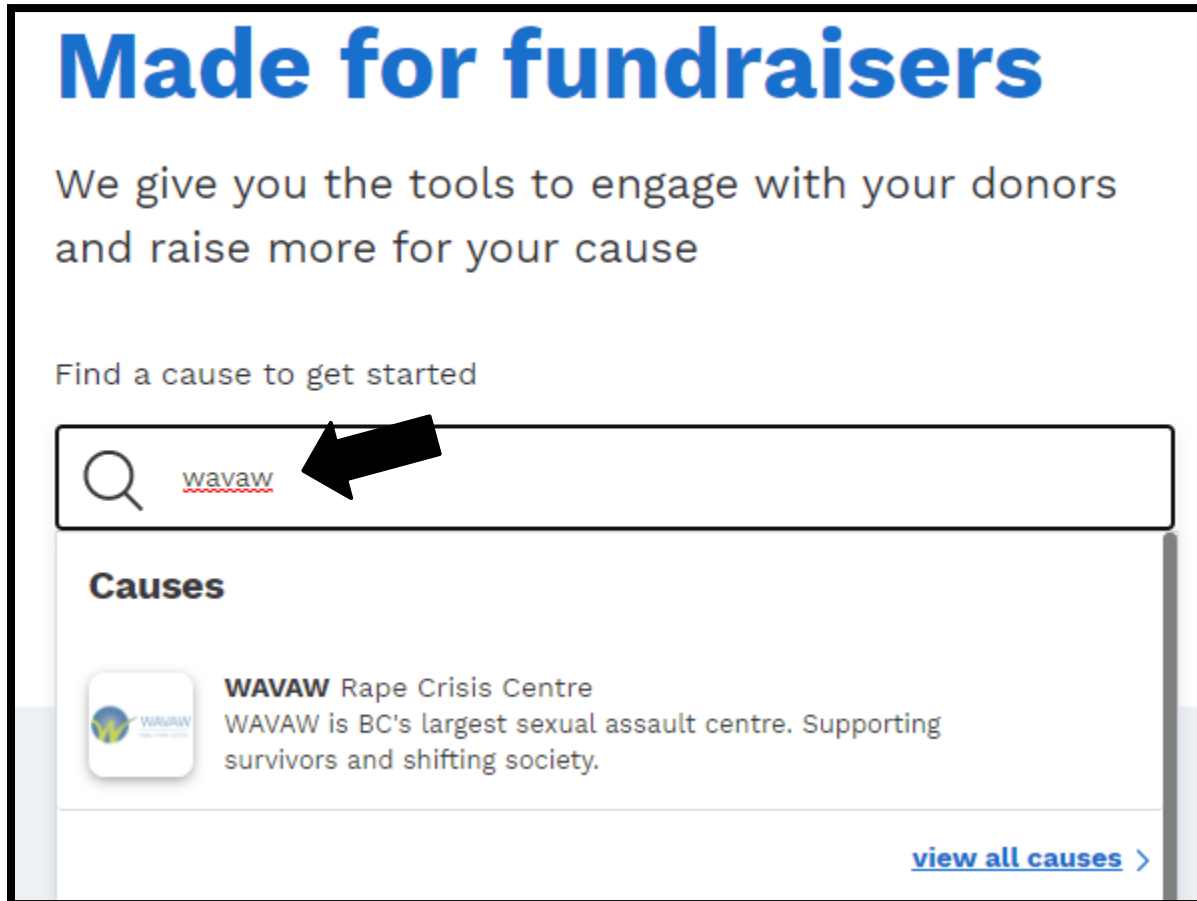 Made for fundraisers
We give you the tools to engage with your donors
and raise more for your cause
Find a cause to get started
wavaw
Causes
WAVAW Rape Crisis Centre
WAVAW
WAVAW is BC's largest sexual assault centre. Supporting
survivors and shifting society.
view all causes